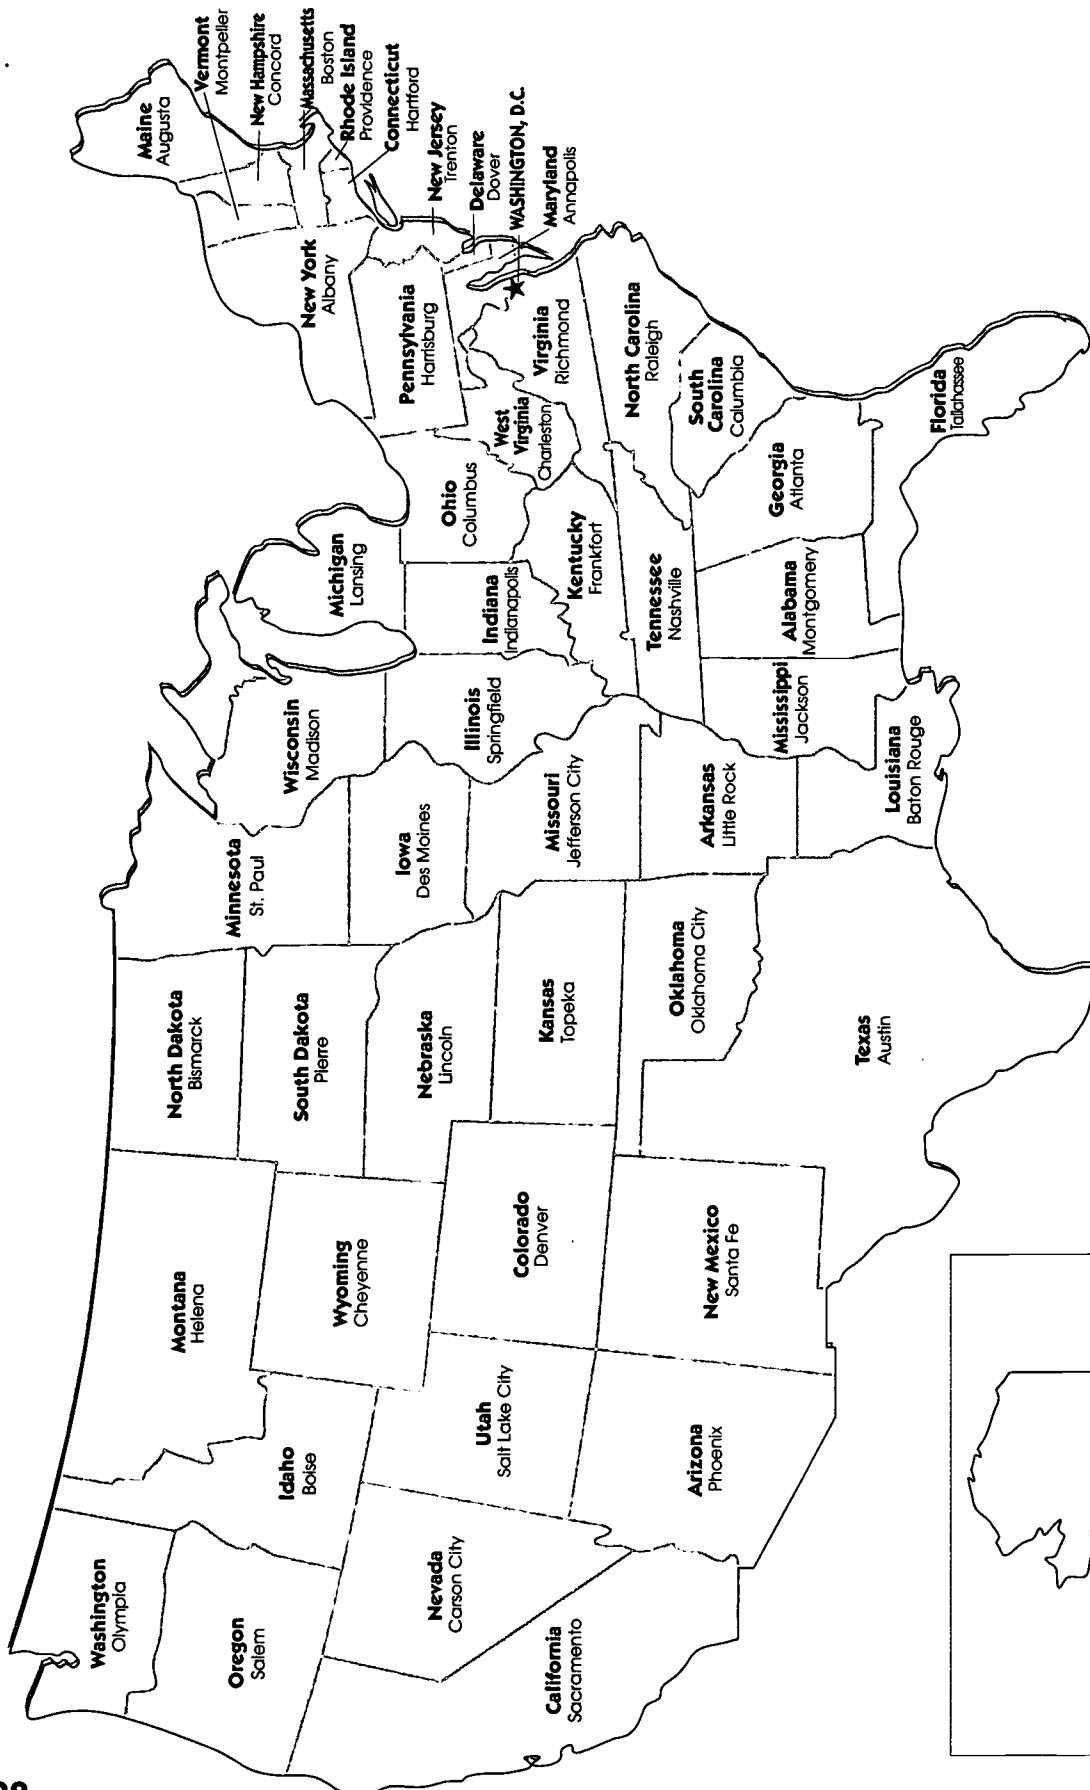 Washington
Olympia
Oregon
Salem
California
Sacramento
Nevada
Carson City
Idaho
Boise
Montana
Helena
Wyoming
Cheyenne
Utah
Salt Lake City
Arizona
Phoenix
Colorado
Denver
New Mexico
Santa Fe
North Dakota
Bismarck
South Dakota
Pierre
Nebraska
Lincoln
Kansas
Topeka
Oklahoma
Oklahoma City
Texas
Austin
Minnesota
St. Paul
Iowa
Des Moines
Missouri
Jefferson City
Arkansas
Little Rock
Louisiana
Baton Rouge
Wisconsin
Madison
Illinois
Springfield
Mississippi
Jackson
Michigan
Lansing
Indiana
Indianapolis
Kentucky
Frankfort
Tennessee
Nashville
Alabama
Montgomery
Ohio
Columbus
West
Virginia
Charleston
Georgia
Atlanta
Florida
Tallahassee
South
Carolina
Calumbia
North Carolina
Raleigh
Virginia
Richmond
Pennsylvania
Harrisburg
New York
Albany
Maine
Augusta
Vermont
Montpelier
New Hampshire
Concord
Massachusetts
Boston
Rhode Island
Providence
Connecticut
Hartford
New Jersey
Trenton
Delaware
Dover
WASHINGTON, D.C.
Maryland
Annapolis